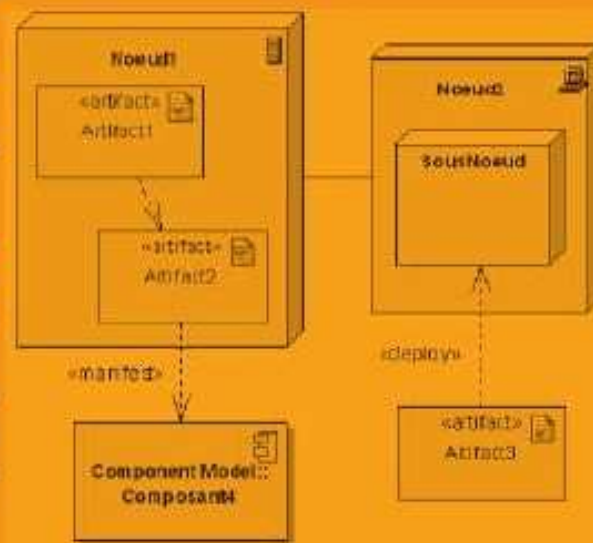 Noeud1
«artifact»
Artifact1
«artifact»
Artifact2
«manifest»
Component Model::
Composant4
Noeud2
SousNoeud
«deploy»
«artifact»
Artifact3